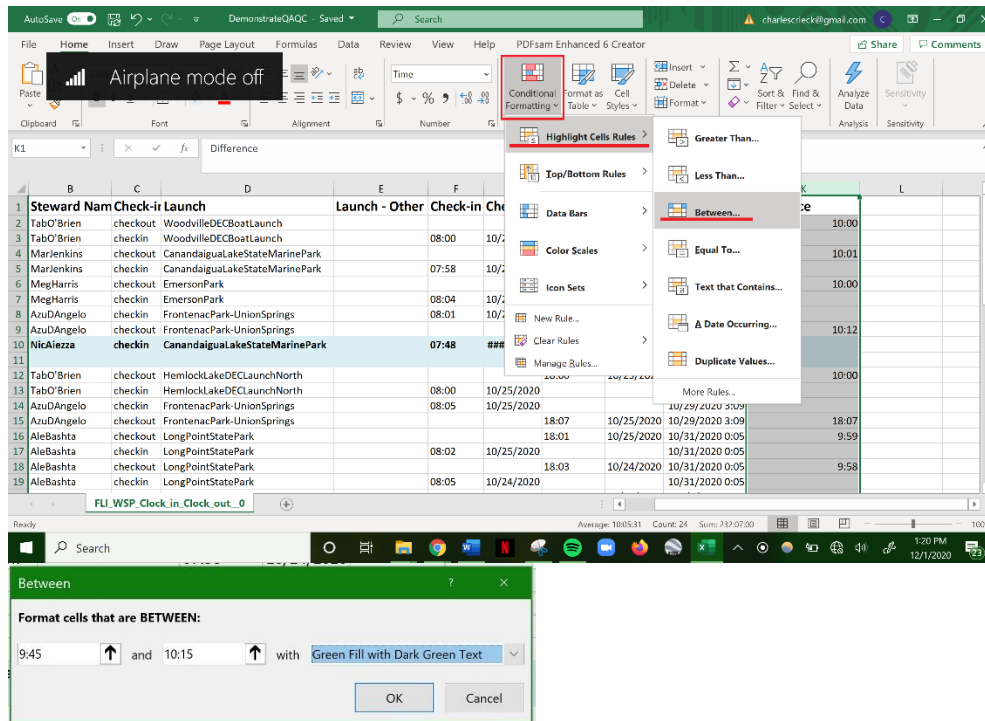 AutoSave On DemonstrateQAQC - Saved Search charlescrieck@gmail.com C
File Home Insert Draw Page Layout Formulas Data Review View Help PDFsam Enhanced 6 Creator Share Comments
Airplane mode off
Paste
Time
$ % 9
Conditional Formatting
Format as Table
Cell Styles
Insert
Delete
Format
Sort & Filter
Find & Select
Analyze Data
Sensitivity
Clipboard Font Alignment Number Analysis Sensitivity
K1 fx Difference
B C D E F K L
1 Steward Nam Check-in Launch Launch - Other Check-in Che ce
2 TabO'Brien checkout WoodvilleDECBoatLaunch 10:00
3 TabO'Brien checkin WoodvilleDECBoatLaunch 08:00 10/2
4 MarJenkins checkout CanandaiguaLakeStateMarinePark 10:01
5 MarJenkins checkin CanandaiguaLakeStateMarinePark 07:58 10/2
6 MegHarris checkout EmersonPark 10:00
7 MegHarris checkin EmersonPark 08:04 10/2
8 AzuDAngelo checkin FrontenacPark-UnionSprings 08:01 10/2
9 AzuDAngelo checkout FrontenacPark-UnionSprings 10:12
10 NicAiezza checkin CanandaiguaLakeStateMarinePark 07:48 ###
11
12 TabO'Brien checkout HemlockLakeDECLaunchNorth 10:00
13 TabO'Brien checkin HemlockLakeDECLaunchNorth 08:00 10/25/2020
14 AzuDAngelo checkin FrontenacPark-UnionSprings 08:05 10/25/2020 10/29/2020 3:09
15 AzuDAngelo checkout FrontenacPark-UnionSprings 18:07 10/25/2020 10/29/2020 3:09 18:07
16 AleBashta checkout LongPointStatePark 18:01 10/25/2020 10/31/2020 0:05 9:59
17 AleBashta checkin LongPointStatePark 08:02 10/25/2020 10/31/2020 0:05
18 AleBashta checkout LongPointStatePark 18:03 10/24/2020 10/31/2020 0:05 9:58
19 AleBashta checkin LongPointStatePark 08:05 10/24/2020 10/31/2020 0:05
Highlight Cells Rules
Top/Bottom Rules
Data Bars
Color Scales
Icon Sets
New Rule...
Clear Rules
Manage Rules...
Greater Than...
Less Than...
Between...
Equal To...
Text that Contains...
A Date Occurring...
Duplicate Values...
More Rules...
FLI_WSP_Clock_in_Clock_out__0
Ready Average: 10:05:31 Count: 24 Sum: 232:07:00 100
Search 1:20 PM
12/1/2020 23
Between ? ×
Format cells that are BETWEEN:
9:45 and 10:15 with Green Fill with Dark Green Text
OK Cancel